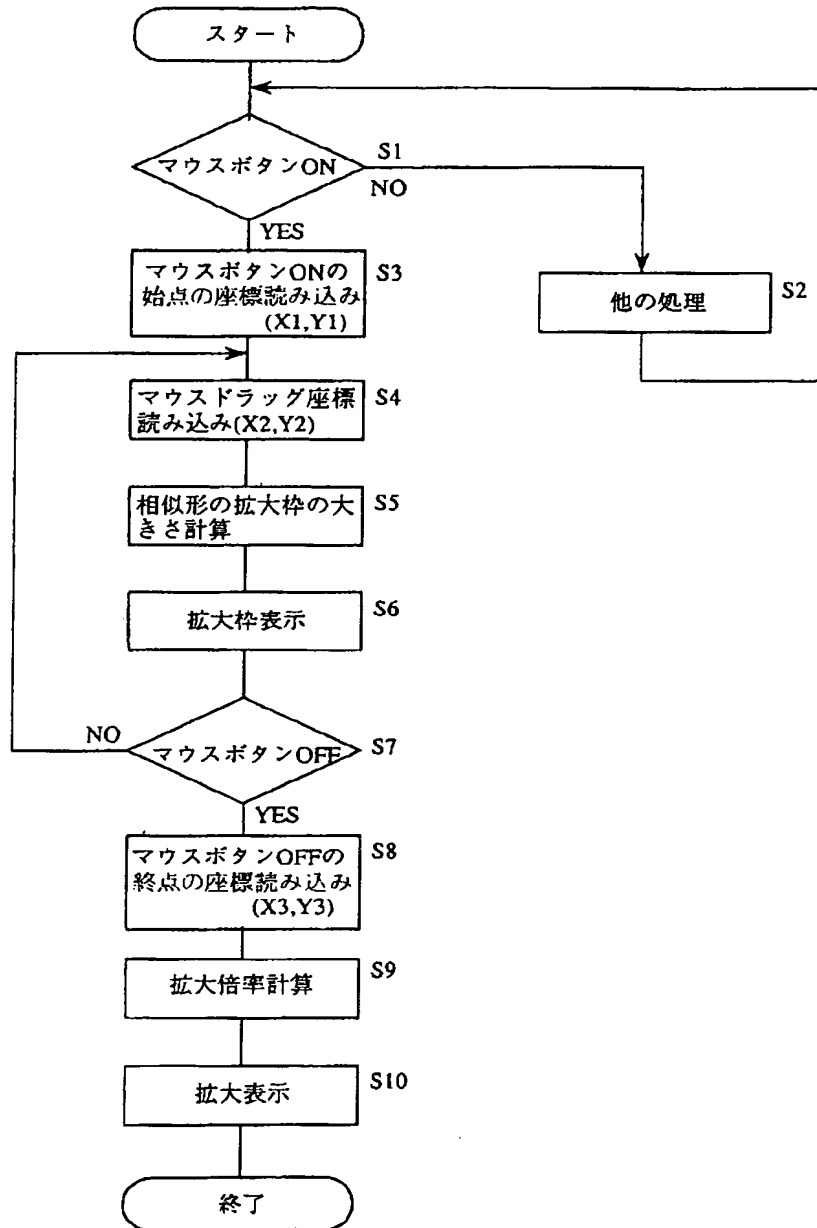 スタート
マウスボタンON
S1
NO
YES
マウスボタンONの
始点の座標読み込み
(X1,Y1)
S3
他の処理
S2
マウスドラッグ座標
読み込み(X2,Y2)
S4
相似形の拡大枠の大
きさ計算
S5
拡大枠表示
S6
NO
マウスボタンOFF
S7
YES
マウスボタンOFFの
終点の座標読み込み
(X3,Y3)
S8
拡大倍率計算
S9
拡大表示
S10
終了